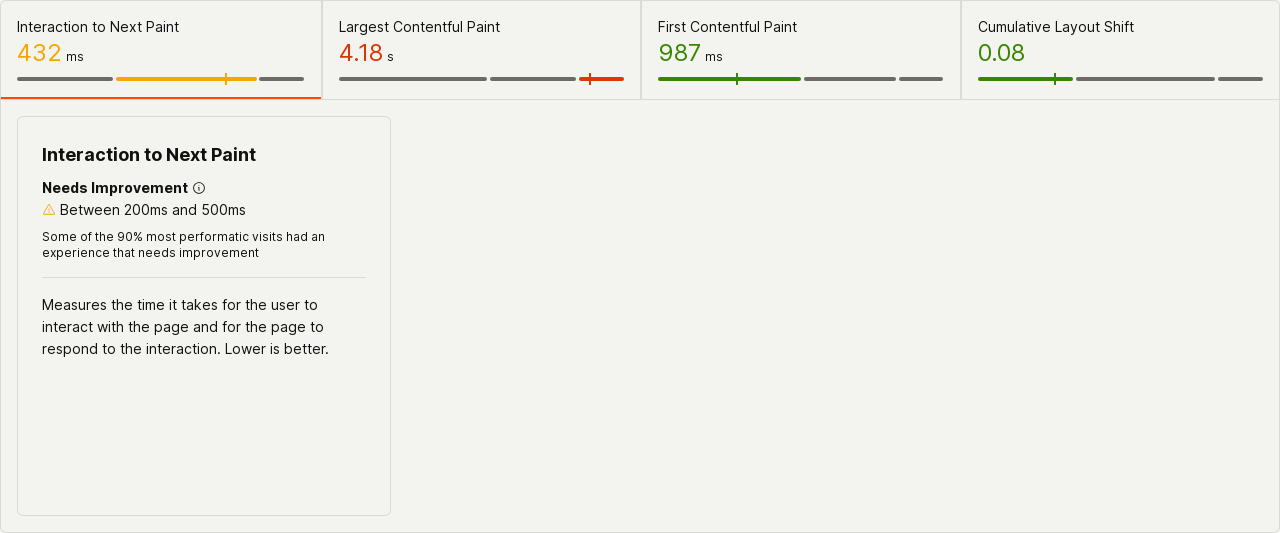 Interaction to Next Paint
432 ms
Largest Contentful Paint
4.18 s
First Contentful Paint
987 ms
Cumulative Layout Shift
0.08
Interaction to Next Paint
Needs Improvement
Between 200ms and 500ms
Some of the 90% most performatic visits had an
experience that needs improvement
Measures the time it takes for the user to
interact with the page and for the page to
respond to the interaction. Lower is better.